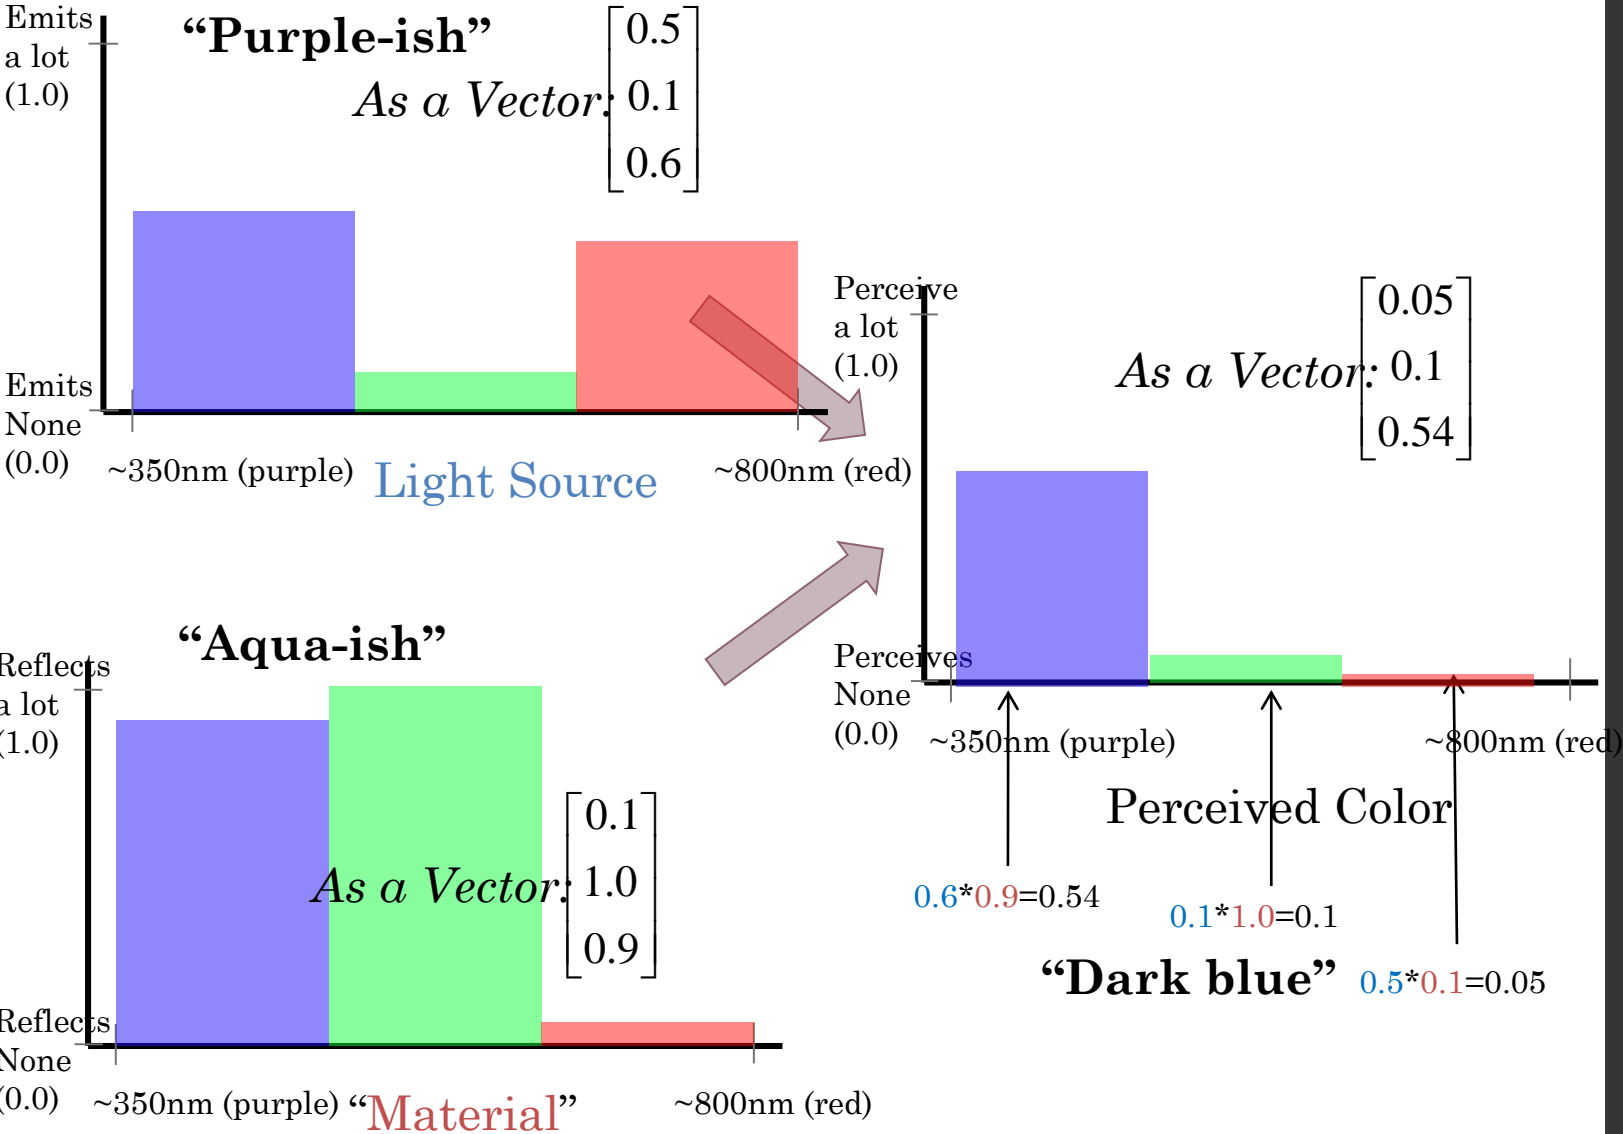 Emits
a lot
(1.0)
“Purple-ish”
As a Vector:
0.5
0.1
0.6
Emits
None
(0.0)
~350nm (purple)
~800nm (red)
Light Source
“Aqua-ish”
Reflects
a lot
(1.0)
As a Vector:
0.1
1.0
0.9
Reflects
None
(0.0)
~350nm (purple)
~800nm (red)
“Material”
Perceive
a lot
(1.0)
As a Vector:
0.05
0.1
0.54
Perceives
None
(0.0)
~350nm (purple)
~800nm (red)
Perceived Color
0.6*0.9=0.54
0.1*1.0=0.1
0.5*0.1=0.05
“Dark blue”